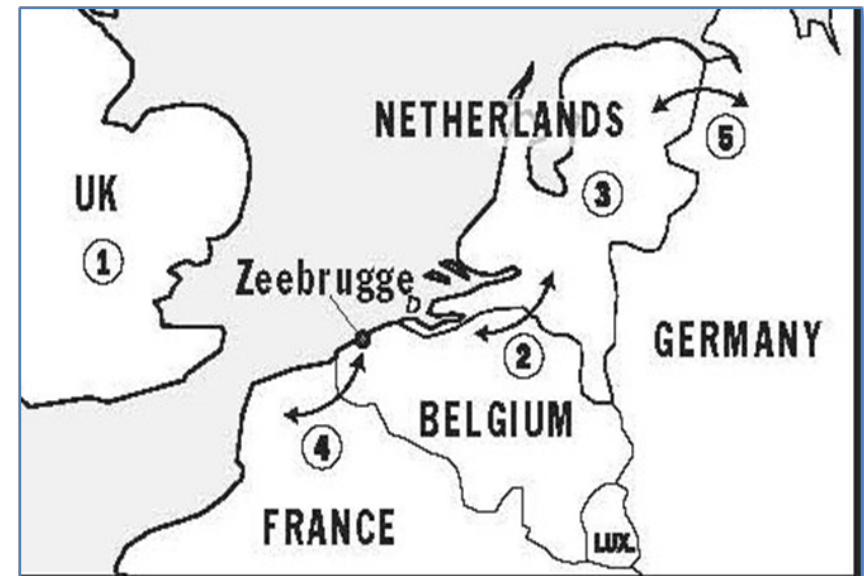 NETHERLANDS
5
UK
3
1
Zeebrugge
GERMANY
2
BELGIUM
4
FRANCE
LUX.